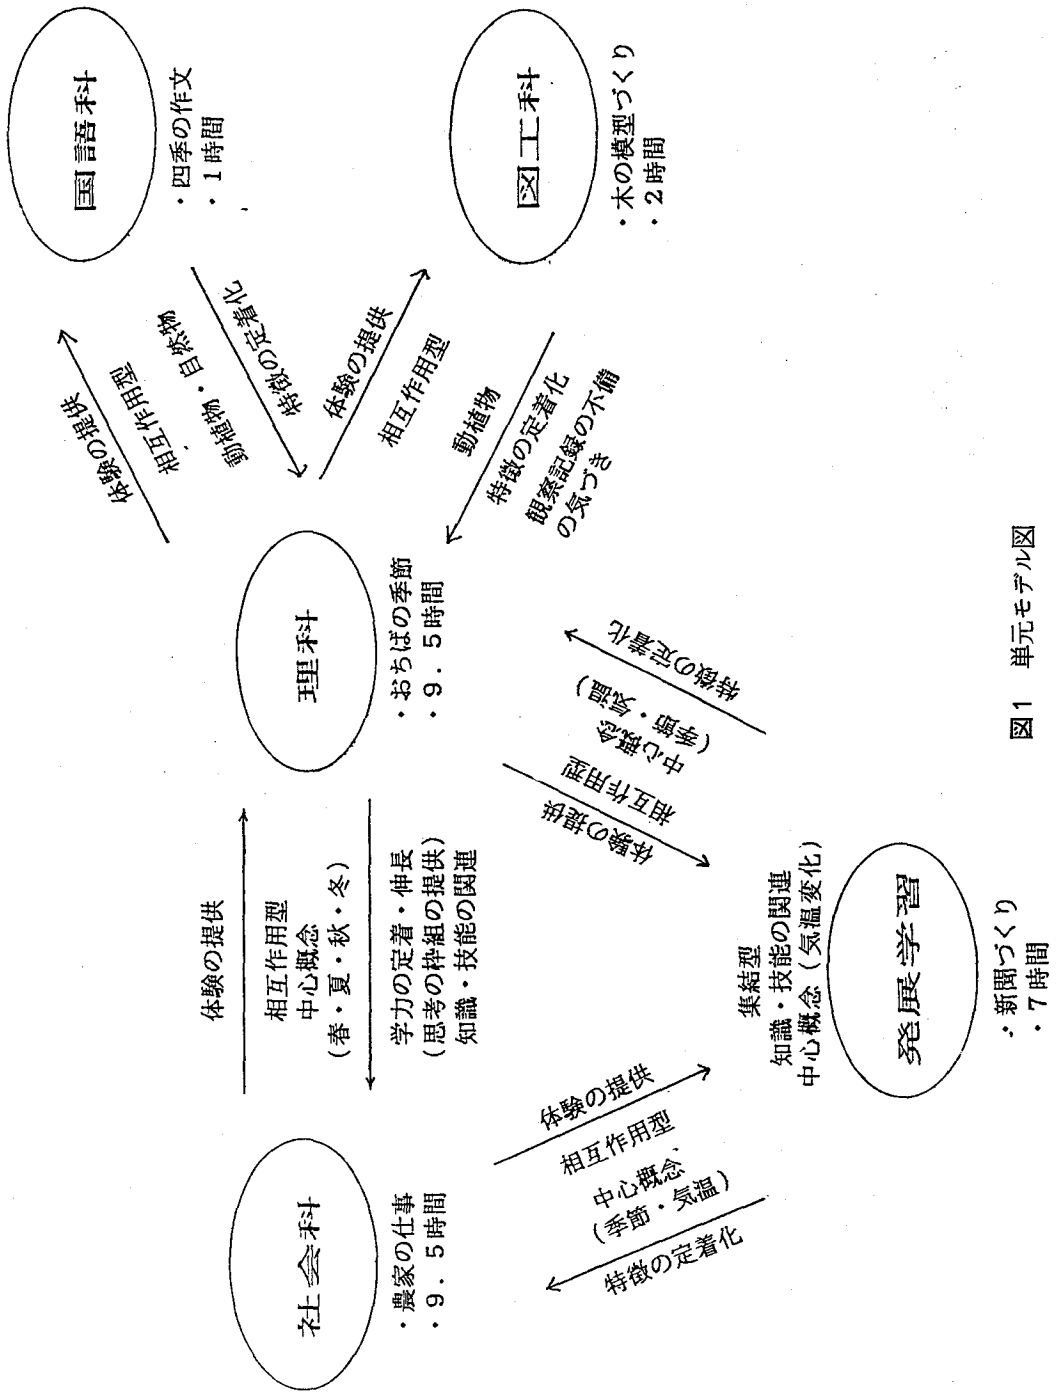 社会科
・農家の仕事
・9．5時間
体験の提供
相互作用型
中心概念
(春・夏・秋・冬)
学力の定着・伸長
(思考の枠組の提供)
知識・技能の関連
理科
・おちばの季節
・9．5時間
体験の提供
相互作用型
動植物・自然物
特徴の定着化
国語科
・四季の作文
・1時間
体験の提供
相互作用型
動植物
特徴の定着化
観察記録の不備
の気づき
図工科
・木の模型づくり
・2時間
体験の提供
相互作用型
中心概念
(季節・気温)
特徴の定着化
体験の提供
相互作用型
中心概念
(季節・気温)
特徴の定着化
集結型
知識・技能の関連
中心概念（気温変化）
発展学習
・新聞づくり
・7時間
図1　単元モデル図